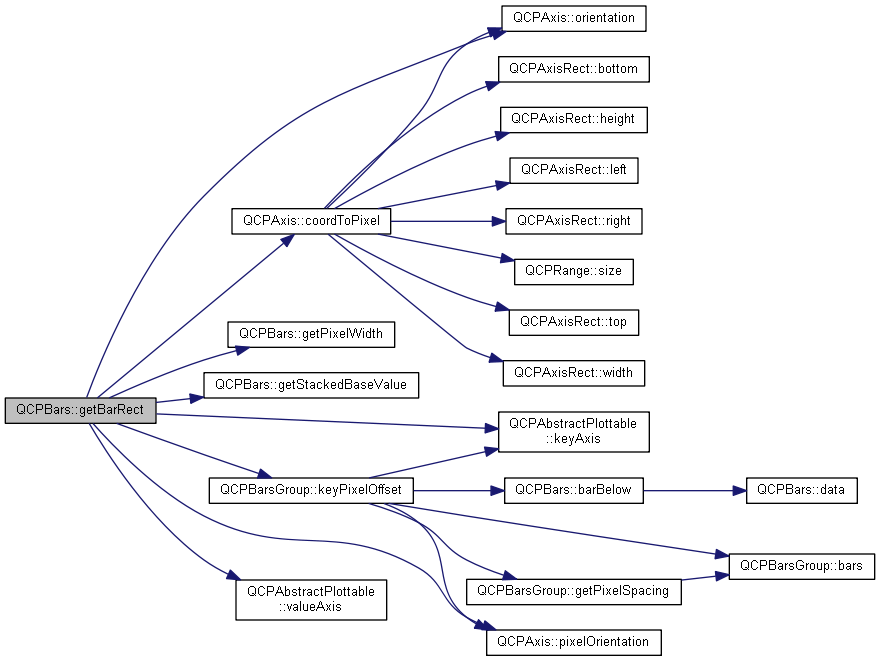 QCPAxis::orientation
QCPAxisRect::bottom
QCPAxisRect::height
QCPAxisRect::left
QCPAxis::coordToPixel
QCPAxisRect::right
QCPRange::size
QCPAxisRect::top
QCPBars::getPixelWidth
QCPAxisRect::width
QCPBars::getStackedBaseValue
QCPBars::getBarRect
QCPAbstractPlottable
::keyAxis
QCPBarsGroup::keyPixelOffset
QCPBars::barBelow
QCPBars::data
QCPBarsGroup::bars
QCPBarsGroup::getPixelSpacing
QCPAbstractPlottable
::valueAxis
QCPAxis::pixelOrientation